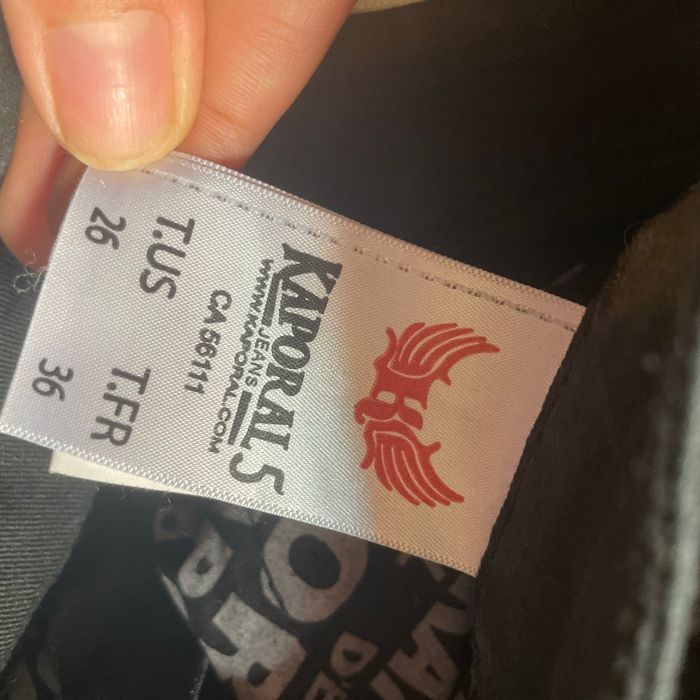 KAPORAL 5
JEANS
WWW.KAPORAL.COM
CA 56111
T.US T.FR
26 36